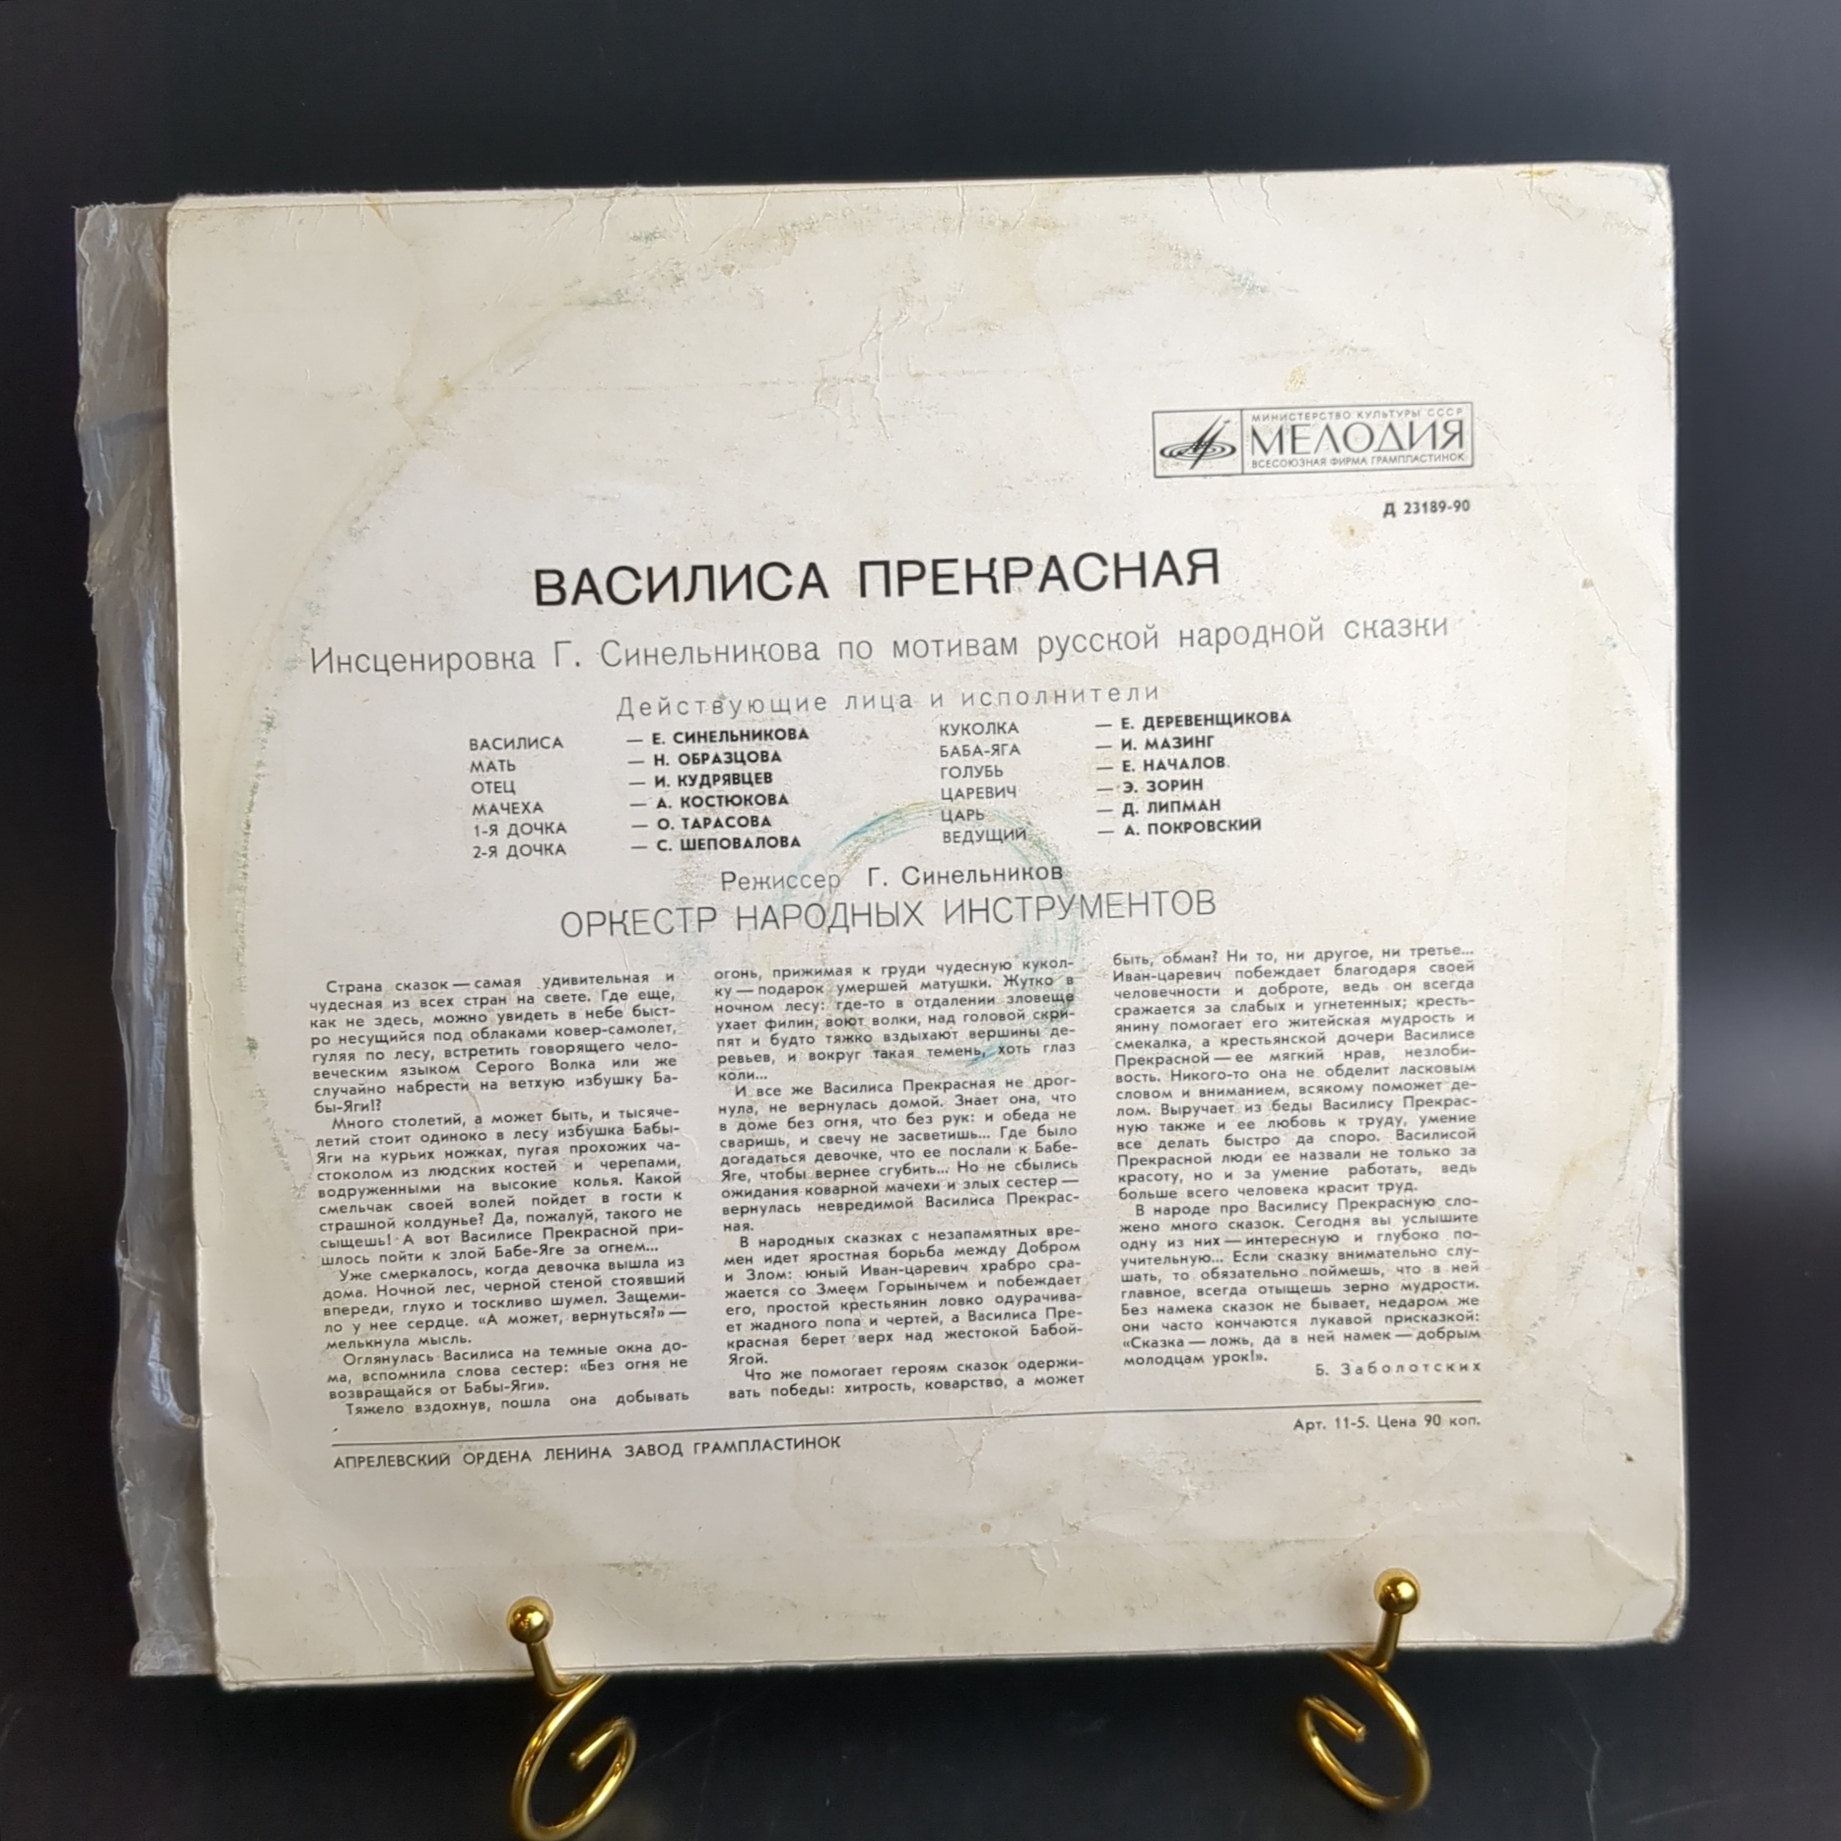 МИНИСТЕРСТВО КУЛЬТУРЫ СССР
МЕЛОДИЯ
ВСЕСОЮЗНАЯ ФИРМА ГРАМПЛАСТИНОК
Д 23189-90
ВАСИЛИСА ПРЕКРАСНАЯ
Инсценировка Г. Синельникова по мотивам русской народной сказки
Действующие лица и исполнители
ВАСИЛИСА — Е. СИНЕЛЬНИКОВА
МАТЬ — Н. ОБРАЗЦОВА
ОТЕЦ — И. КУДРЯВЦЕВ
МАЧЕХА — А. КОСТЮКОВА
1-Я ДОЧКА — О. ТАРАСОВА
2-Я ДОЧКА — С. ШЕПОВАЛОВА
КУКОЛКА — Е. ДЕРЕВЕНЩИКОВА
БАБА-ЯГА — И. МАЗИНГ
ГОЛУБЬ — Е. НАЧАЛОВ
ЦАРЕВИЧ — Э. ЗОРИН
ЦАРЬ — Д. ЛИПМАН
ВЕДУЩИЙ — А. ПОКРОВСКИЙ
Режиссер Г. Синельников
ОРКЕСТР НАРОДНЫХ ИНСТРУМЕНТОВ
Страна сказок — самая удивительная и
чудесная из всех стран на свете. Где еще,
как не здесь, можно увидеть в небе быст-
ро несущийся под облаками ковер-самолет,
гуляя по лесу, встретить говорящего чело-
веческим языком Серого Волка или же
случайно набрести на ветхую избушку Ба-
бы-Яги!?
Много столетий, а может быть, и тысяче-
летий стоит одиноко в лесу избушка Бабы-
Яги на курьих ножках, пугая прохожих ча-
стоколом из людских костей и черепами,
водруженными на высокие колья. Какой
смельчак своей волей пойдет в гости к
страшной колдунье? Да, пожалуй, такого не
сыщешь! А вот Василисе Прекрасной при-
шлось пойти к злой Бабе-Яге за огнем...
Уже смеркалось, когда девочка вышла из
дома. Ночной лес, черной стеной стоявший
впереди, глухо и тоскливо шумел. Защеми-
ло у нее сердце. «А может, вернуться?» —
мелькнула мысль.
Оглянулась Василиса на темные окна до-
ма, вспомнила слова сестер: «Без огня не
возвращайся от Бабы-Яги».
Тяжело вздохнув, пошла она добывать
огонь, прижимая к груди чудесную кукол-
ку — подарок умершей матушки. Жутко в
ночном лесу: где-то в отдалении зловеще
ухает филин, воют волки, над головой скри-
пят и будто тяжко вздыхают вершины де-
ревьев, и вокруг такая темень, хоть глаз
коли...
И все же Василиса Прекрасная не дрог-
нула, не вернулась домой. Знает она, что
в доме без огня, что без рук: и обеда не
сваришь, и свечу не засветишь... Где было
догадаться девочке, что ее послали к Бабе-
Яге, чтобы вернее сгубить... Но не сбылись
ожидания коварной мачехи и злых сестер —
вернулась невредимой Василиса Прекрас-
ная.
В народных сказках с незапамятных вре-
мен идет яростная борьба между Добром
и Злом: юный Иван-царевич храбро сра-
жается со Змеем Горынычем и побеждает
его, простой крестьянин ловко одурачива-
ет жадного попа и чертей, а Василиса Пре-
красная берет верх над жестокой Бабой-
Ягой.
Что же помогает героям сказок одержи-
вать победы: хитрость, коварство, а может
быть, обман? Ни то, ни другое, ни третье...
Иван-царевич побеждает благодаря своей
человечности и доброте, ведь он всегда
сражается за слабых и угнетенных; кресть-
янину помогает его житейская мудрость и
смекалка, а крестьянской дочери Василисе
Прекрасной — ее мягкий нрав, незлоби-
вость. Никого-то она не обделит ласковым
словом и вниманием, всякому поможет де-
лом. Выручает из беды Василису Прекрас-
ную также и ее любовь к труду, умение
все делать быстро да споро. Василисой
Прекрасной люди ее назвали не только за
красоту, но и за умение работать, ведь
больше всего человека красит труд.
В народе про Василису Прекрасную сло-
жено много сказок. Сегодня вы услышите
одну из них — интересную и глубоко по-
учительную... Если сказку внимательно слу-
шать, то обязательно поймешь, что в ней
главное, всегда отыщешь зерно мудрости.
Без намека сказок не бывает, недаром же
они часто кончаются лукавой присказкой:
«Сказка — ложь, да в ней намек — добрым
молодцам урок!».
Б. Заболотских
Арт. 11-5. Цена 90 коп.
АПРЕЛЕВСКИЙ ОРДЕНА ЛЕНИНА ЗАВОД ГРАМПЛАСТИНОК